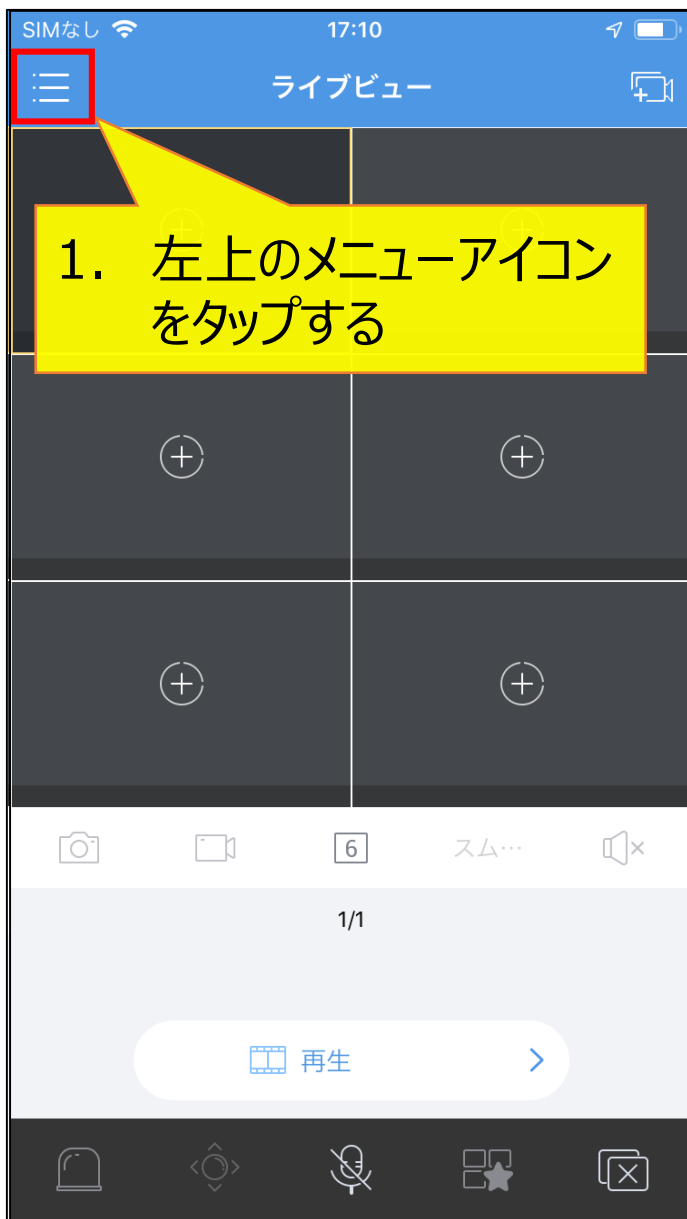 SIMなし 17:10
ライブビュー
1. 左上のメニューアイコン
をタップする
6 スム…
1/1
再生